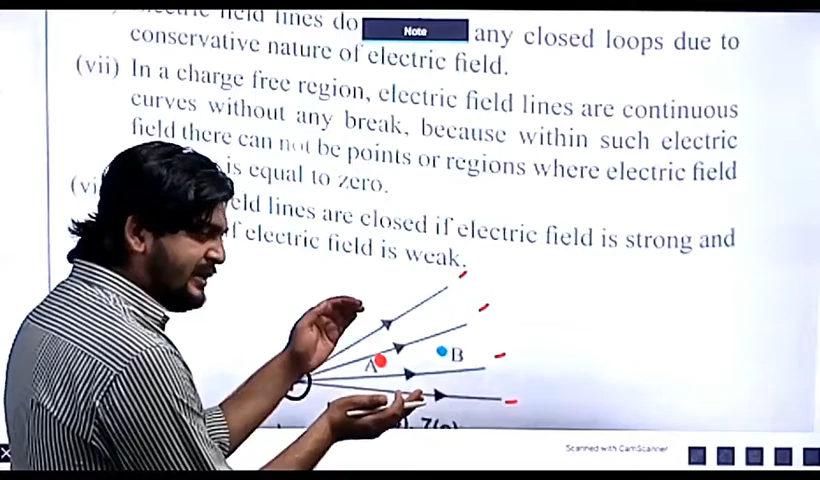 field lines do
Note
any closed loops due to
conservative nature of electric field.
(vii) In a charge free region, electric field lines are continuous
curves without any break, because within such electric
field there can not be points or regions where electric field
is equal to zero.
lines are closed if electric field is strong and
electric field is weak.
A
B
Scanned with CamScanner